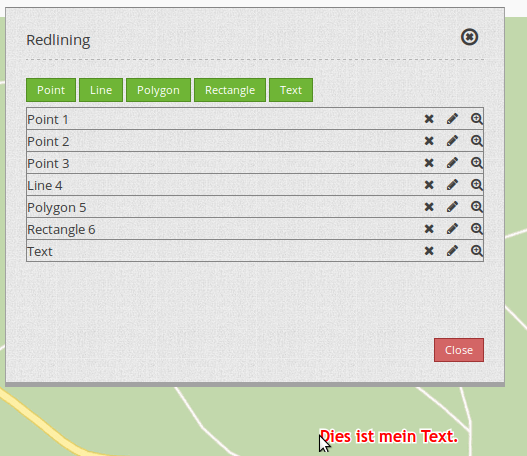 Redlining
Point Line Polygon Rectangle Text
Point 1
Point 2
Point 3
Line 4
Polygon 5
Rectangle 6
Text
Close
Dies ist mein Text.